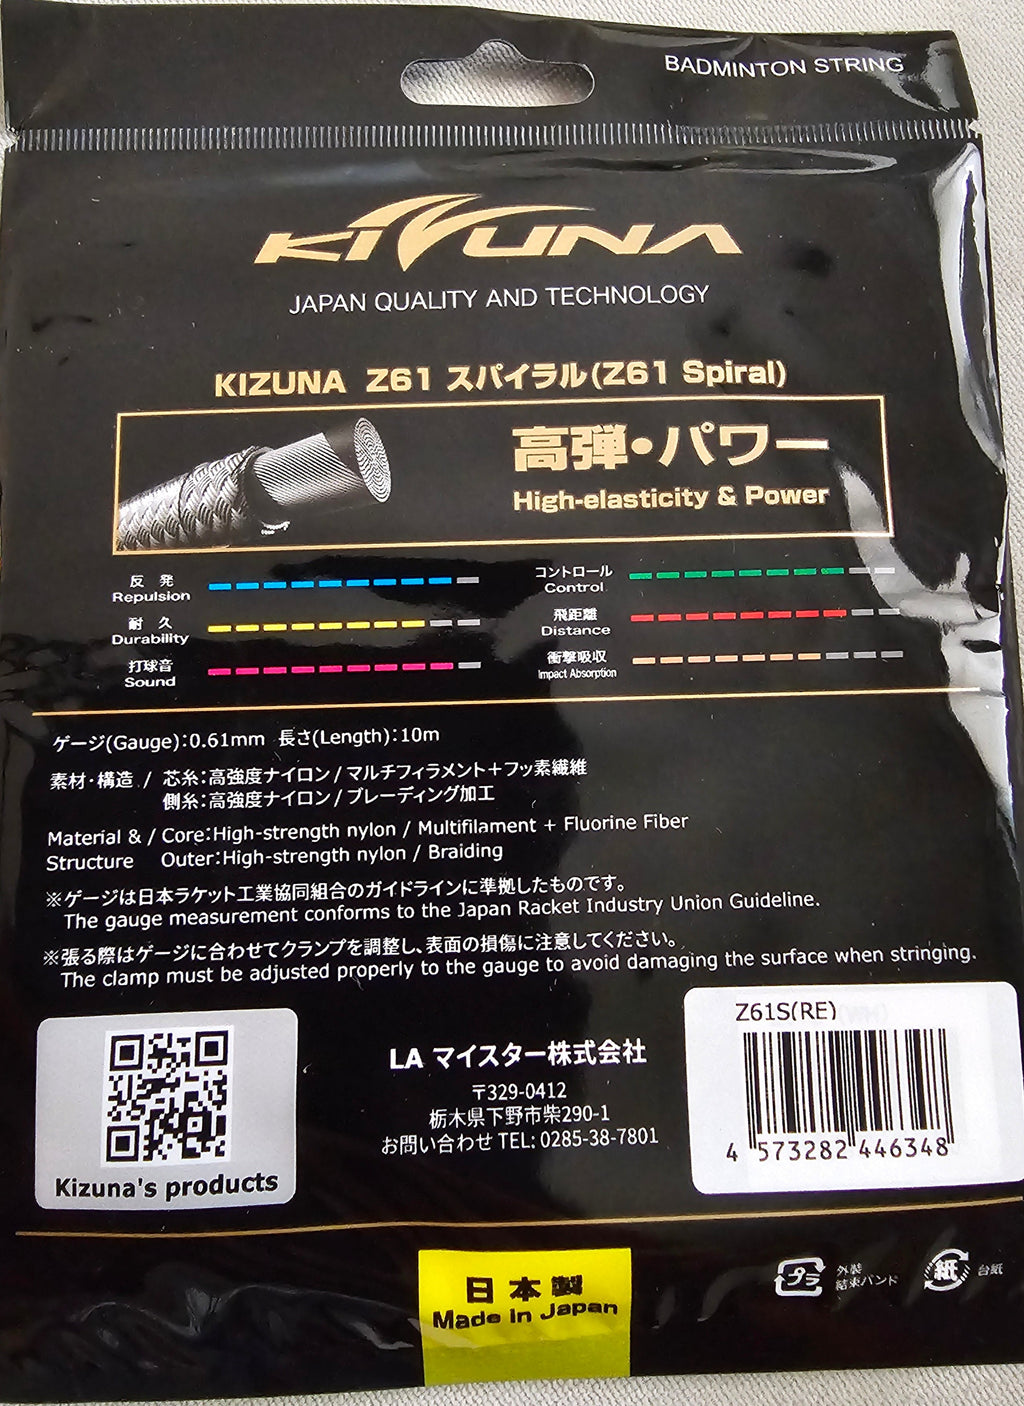 BADMINTON STRING
KIZUNA
JAPAN QUALITY AND TECHNOLOGY
KIZUNA Z61 スパイラル(Z61 Spiral)
高弾・パワー
High-elasticity & Power
反 発
Repulsion
コントロール
Control
耐 久
Durability
飛距離
Distance
打球音
Sound
衝撃吸収
Impact Absorption
ゲージ(Gauge):0.61mm 長さ(Length):10m
素材・構造 / 芯糸:高強度ナイロン/マルチフィラメント+フッ素繊維
側糸:高強度ナイロン/ブレーディング加工
Material & / Core:High-strength nylon / Multifilament + Fluorine Fiber
Structure Outer:High-strength nylon / Braiding
※ゲージは日本ラケット工業協同組合のガイドラインに準拠したものです。
The gauge measurement conforms to the Japan Racket Industry Union Guideline.
※張る際はゲージに合わせてクランプを調整し、表面の損傷に注意してください。
The clamp must be adjusted properly to the gauge to avoid damaging the surface when stringing.
Kizuna's products
LA マイスター株式会社
〒329-0412
栃木県下野市柴290-1
お問い合わせ TEL: 0285-38-7801
Z61S(RE)
4 573282 446348
日本製
Made in Japan
プラ
外装
結束バンド
紙
台紙